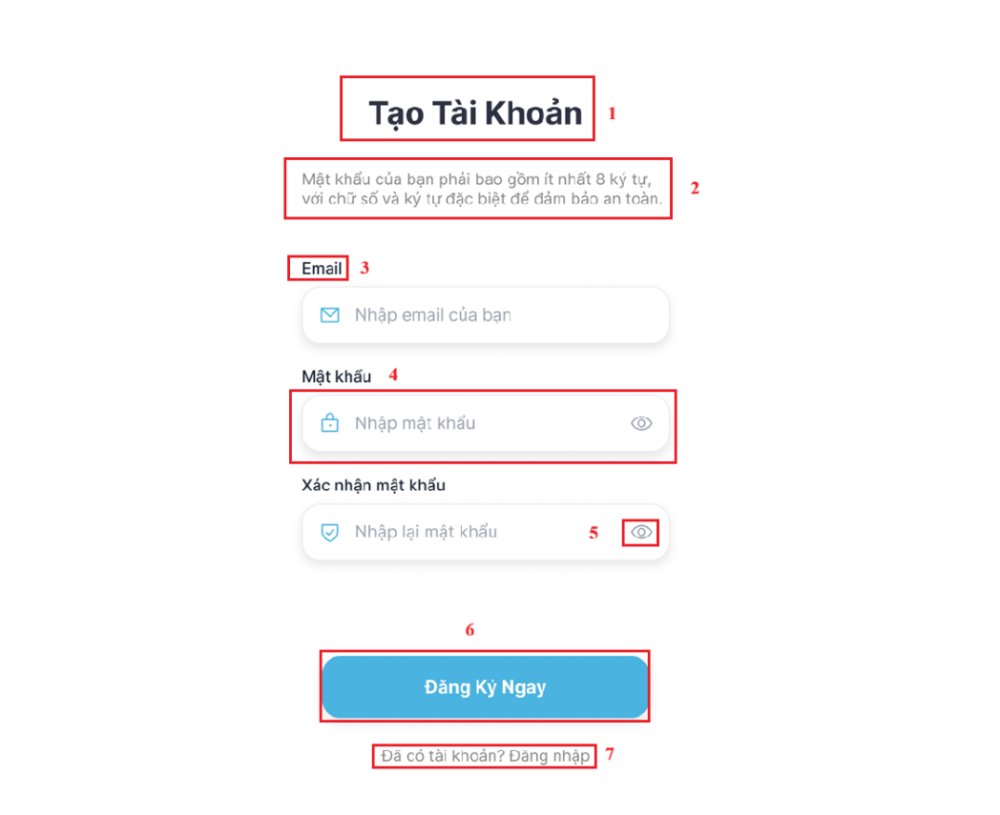 Tạo Tài Khoản 1
Mật khẩu của bạn phải bao gồm ít nhất 8 ký tự,
với chữ số và ký tự đặc biệt để đảm bảo an toàn. 2
Email 3
Nhập email của bạn
Mật khẩu 4
Nhập mật khẩu
Xác nhận mật khẩu
Nhập lại mật khẩu 5
6
Đăng Ký Ngay
Đã có tài khoản? Đăng nhập 7